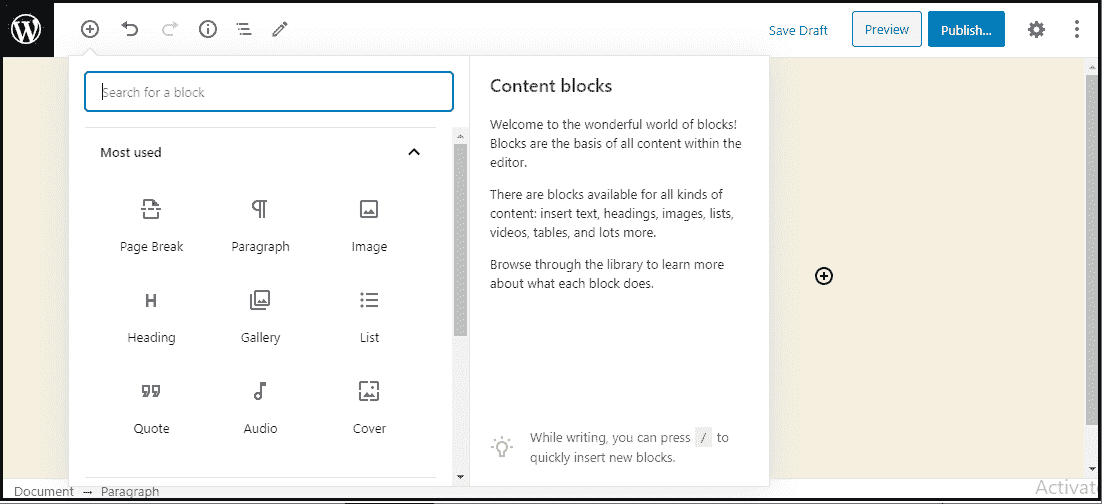 Save Draft
Preview
Publish...
Search for a block
Most used
Page Break
Paragraph
Image
Heading
Gallery
List
Quote
Audio
Cover
Content blocks
Welcome to the wonderful world of blocks!
Blocks are the basis of all content within the
editor.
There are blocks available for all kinds of
content: insert text, headings, images, lists,
videos, tables, and lots more.
Browse through the library to learn more
about what each block does.
While writing, you can press / to
quickly insert new blocks.
Document → Paragraph
Activat